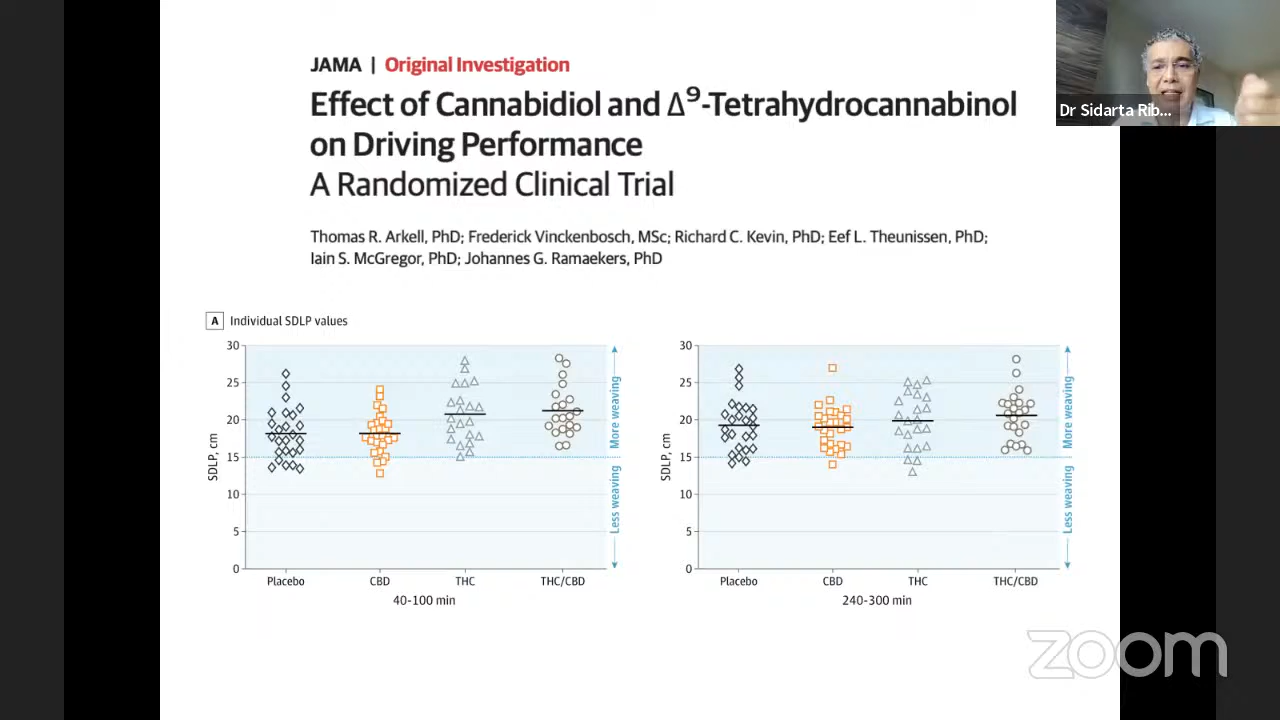 JAMA | Original Investigation
Effect of Cannabidiol and Δ⁹-Tetrahydrocannabinol
on Driving Performance
A Randomized Clinical Trial
Thomas R. Arkell, PhD; Frederick Vinckenbosch, MSc; Richard C. Kevin, PhD; Eef L. Theunissen, PhD;
Iain S. McGregor, PhD; Johannes G. Ramaekers, PhD
Dr Sidarta Rib...
A Individual SDLP values
30
25
20
15
10
5
0
SDLP, cm
More weaving
Less weaving
Placebo CBD THC THC/CBD
40-100 min
30
25
20
15
10
5
0
SDLP, cm
More weaving
Less weaving
Placebo CBD THC THC/CBD
240-300 min
zoom